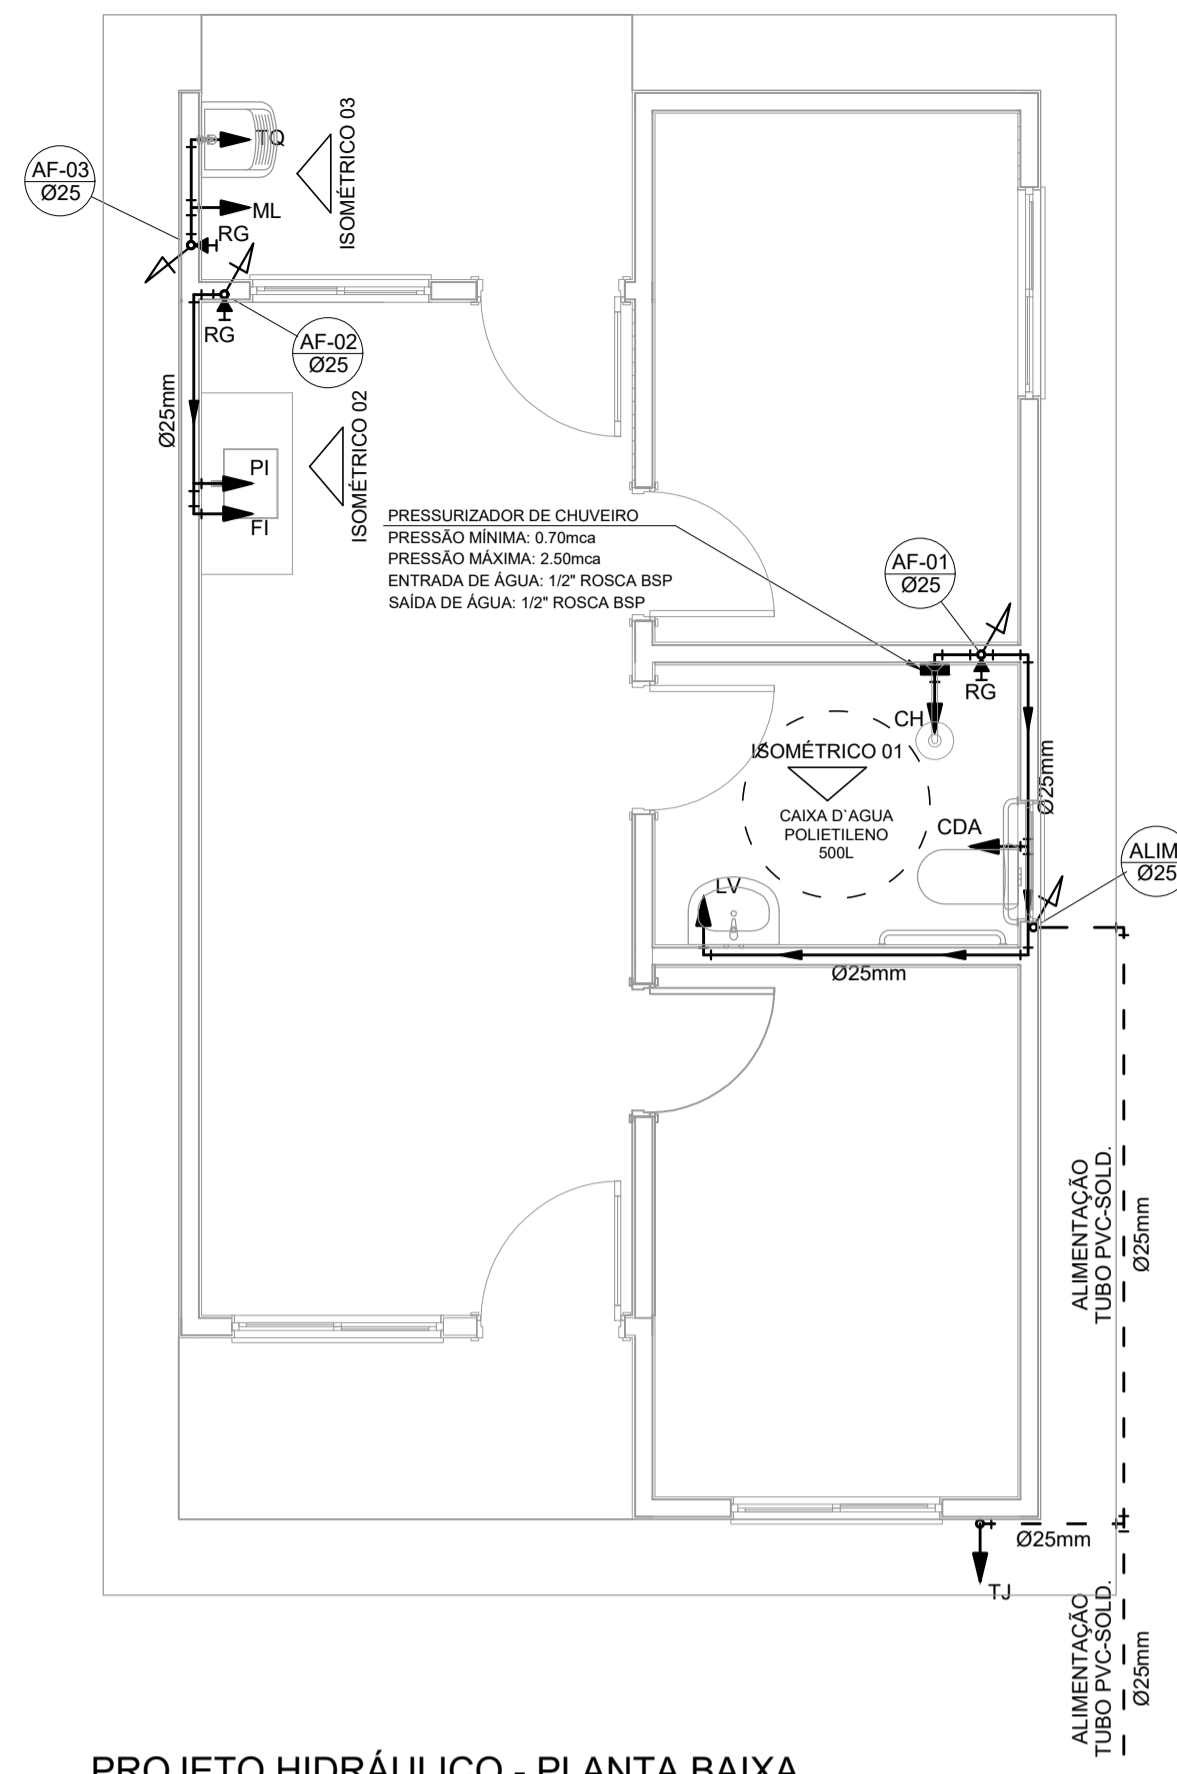 TQ
ISOMÉTRICO 03
AF-03
Ø25
ML
RG
RG
AF-02
Ø25
Ø25mm
ISOMÉTRICO 02
PI
FI
PRESSURIZADOR DE CHUVEIRO
PRESSÃO MÍNIMA: 0.70mca
PRESSÃO MÁXIMA: 2.50mca
ENTRADA DE ÁGUA: 1/2" ROSCA BSP
SAÍDA DE ÁGUA: 1/2" ROSCA BSP
AF-01
Ø25
RG
CH
ISOMÉTRICO 01
Ø25mm
CAIXA D`AGUA
POLIETILENO
500L
CDA
ALIM
Ø25
LV
Ø25mm
ALIMENTAÇÃO
TUBO PVC-SOLD.
Ø25mm
Ø25mm
TJ
ALIMENTAÇÃO
TUBO PVC-SOLD.
Ø25mm
PROJETO HIDRÁULICO - PLANTA BAIXA